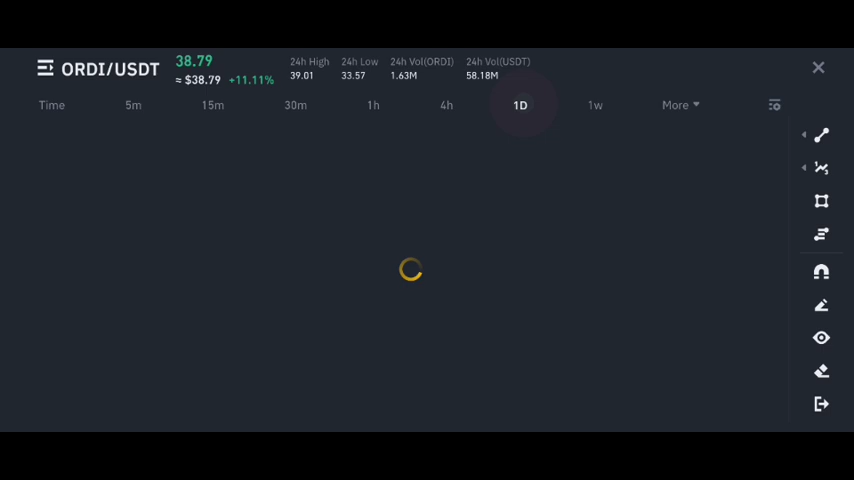 ORDI/USDT
38.79
≈ $38.79 +11.11%
24h High 24h Low 24h Vol(ORDI) 24h Vol(USDT)
39.01 33.57 1.63M 58.18M
Time 5m 15m 30m 1h 4h 1D 1w More